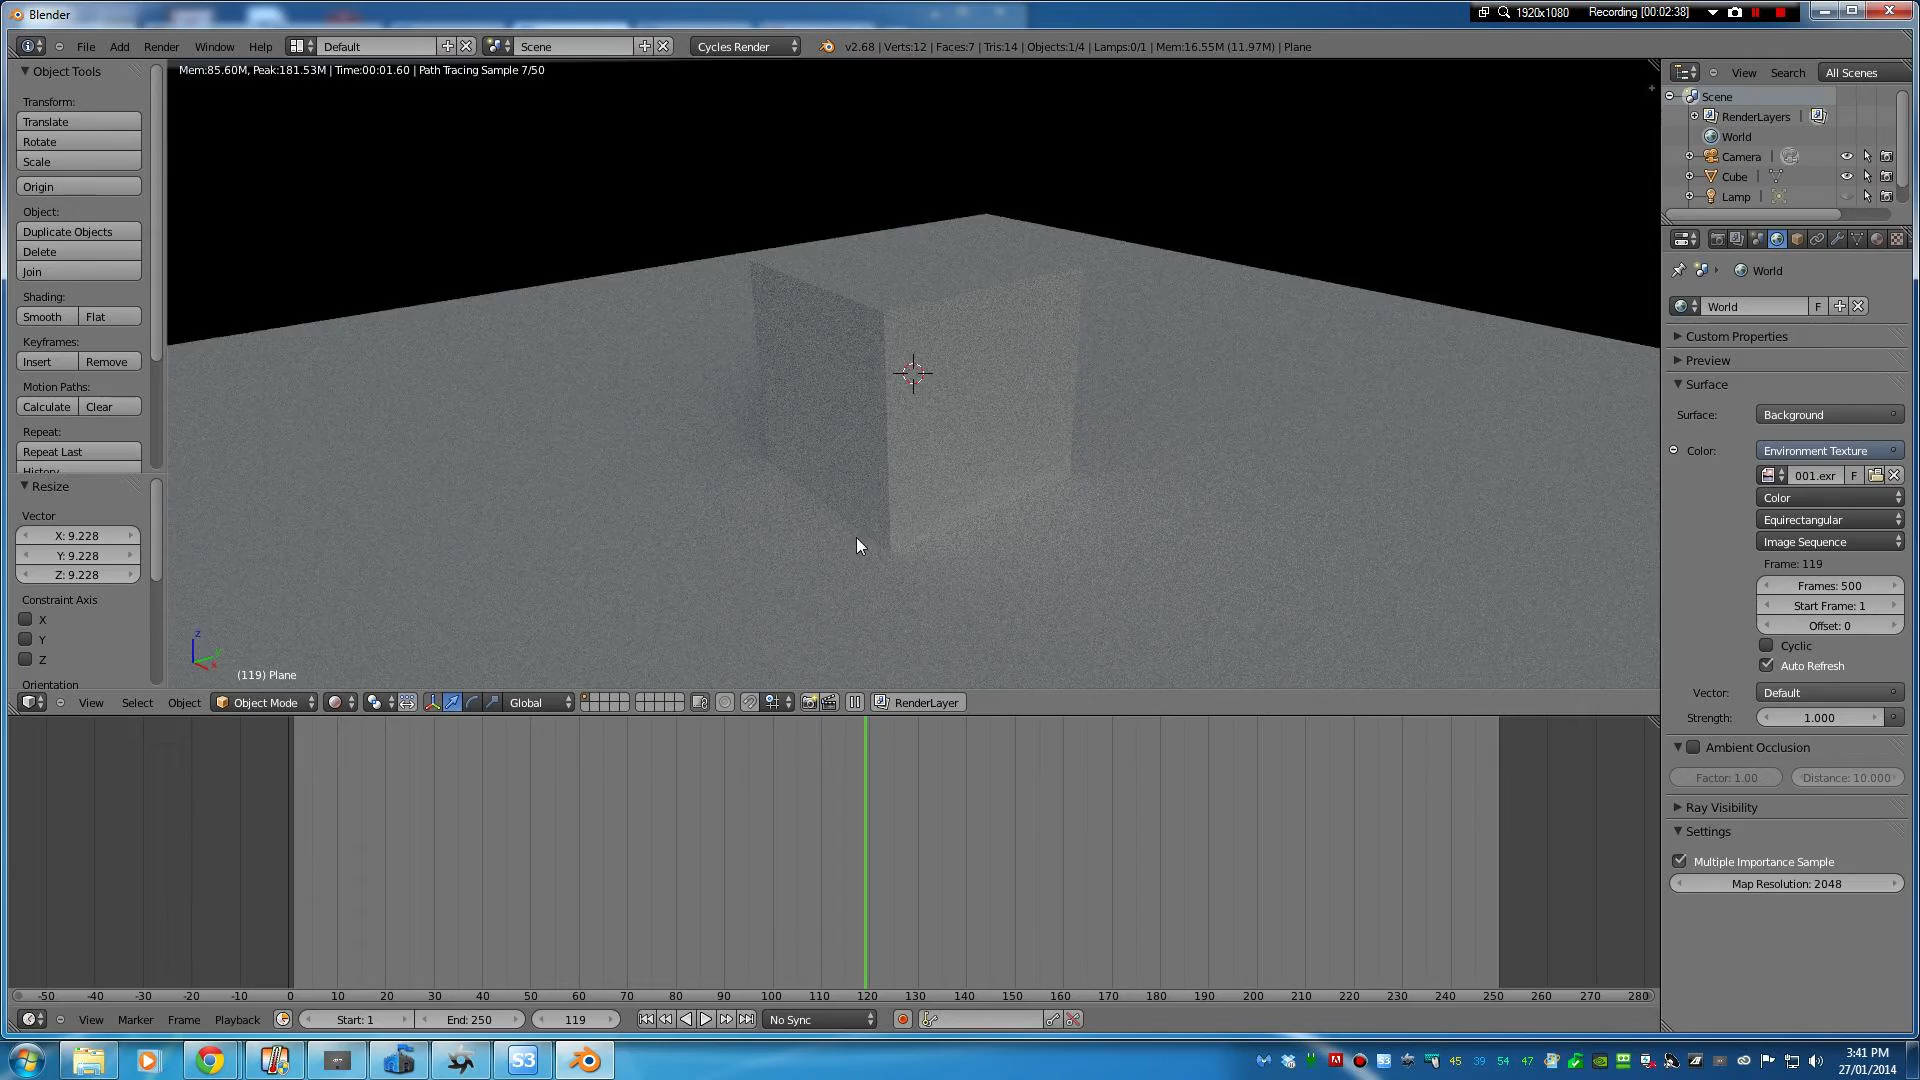 Blender
1920x1080
Recording [00:02:38]
File Add Render Window Help
Default
Scene
Cycles Render
v2.68 | Verts:12 | Faces:7 | Tris:14 | Objects:1/4 | Lamps:0/1 | Mem:16.55M (11.97M) | Plane
Object Tools
Mem:85.60M, Peak:181.53M | Time:00:01.60 | Path Tracing Sample 7/50
Transform:
Translate
Rotate
Scale
Origin
Object:
Duplicate Objects
Delete
Join
Shading:
Smooth Flat
Keyframes:
Insert Remove
Motion Paths:
Calculate Clear
Repeat:
Repeat Last
History
Resize
Vector
X: 9.228
Y: 9.228
Z: 9.228
Constraint Axis
X
Y
Z
Orientation
z
y
x
(119) Plane
View Select Object
Object Mode
Global
RenderLayer
View Search
All Scenes
Scene
RenderLayers
World
Camera
Cube
Lamp
World
World
F
Custom Properties
Preview
Surface
Surface: Background
Color: Environment Texture
001.exr F
Color
Equirectangular
Image Sequence
Frame: 119
Frames: 500
Start Frame: 1
Offset: 0
Cyclic
Auto Refresh
Vector: Default
Strength: 1.000
Ambient Occlusion
Factor: 1.00 Distance: 10.000
Ray Visibility
Settings
Multiple Importance Sample
Map Resolution: 2048
-50 -40 -30 -20 -10 0 10 20 30 40 50 60 70 80 90 100 110 120 130 140 150 160 170 180 190 200 210 220 230 240 250 260 270 280
View Marker Frame Playback
Start: 1
End: 250
119
No Sync
S3
45 39 54 47
3:41 PM
27/01/2014